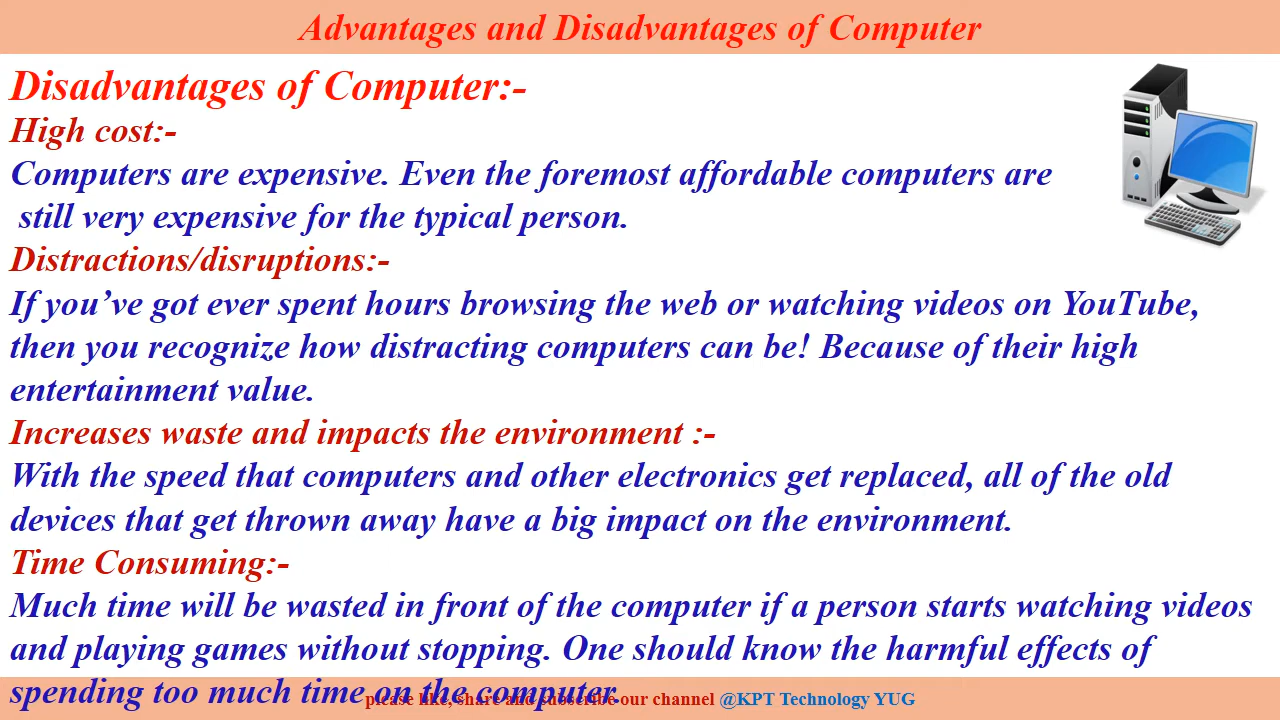 Advantages and Disadvantages of Computer
Disadvantages of Computer:-
High cost:-
Computers are expensive. Even the foremost affordable computers are
still very expensive for the typical person.
Distractions/disruptions:-
If you’ve got ever spent hours browsing the web or watching videos on YouTube,
then you recognize how distracting computers can be! Because of their high
entertainment value.
Increases waste and impacts the environment :-
With the speed that computers and other electronics get replaced, all of the old
devices that get thrown away have a big impact on the environment.
Time Consuming:-
Much time will be wasted in front of the computer if a person starts watching videos
and playing games without stopping. One should know the harmful effects of
spending too much time on the computer.
please like, share and subscribe our channel @KPT Technology YUG